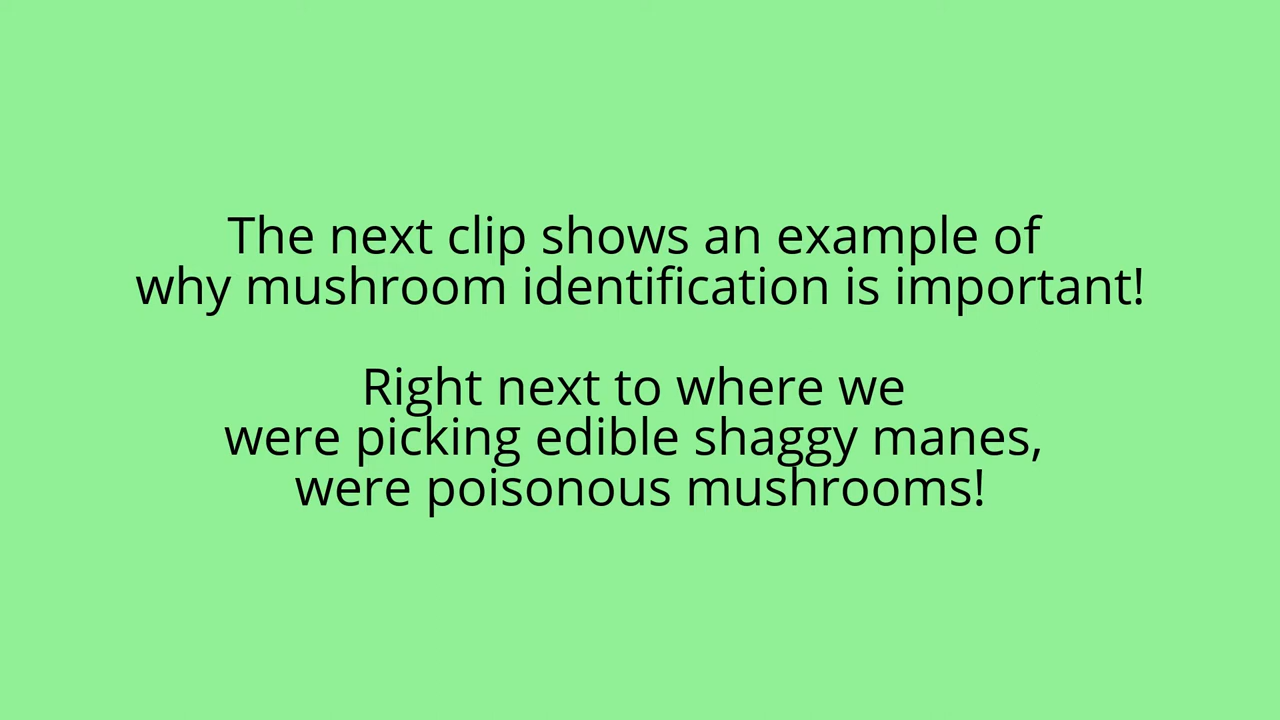 The next clip shows an example of
why mushroom identification is important!
Right next to where we
were picking edible shaggy manes,
were poisonous mushrooms!